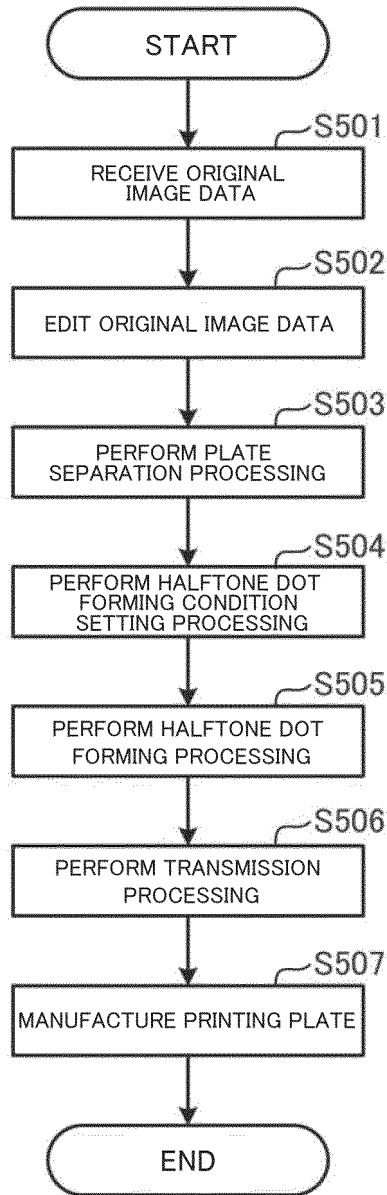 START
S501
RECEIVE ORIGINAL
IMAGE DATA
S502
EDIT ORIGINAL IMAGE DATA
S503
PERFORM PLATE
SEPARATION PROCESSING
S504
PERFORM HALFTONE DOT
FORMING CONDITION
SETTING PROCESSING
S505
PERFORM HALFTONE DOT
FORMING PROCESSING
S506
PERFORM TRANSMISSION
PROCESSING
S507
MANUFACTURE PRINTING PLATE
END